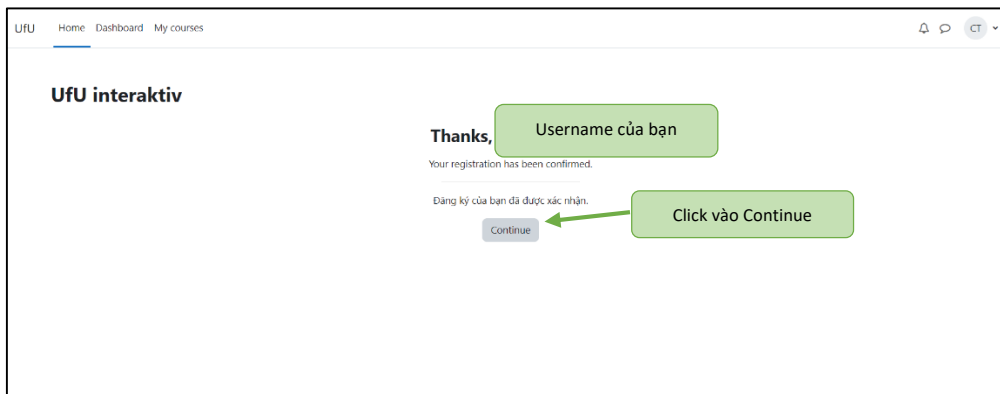 UfU Home Dashboard My courses CT
UfU interaktiv
Thanks, Username của bạn
Your registration has been confirmed.
Đăng ký của bạn đã được xác nhận.
Click vào Continue
Continue